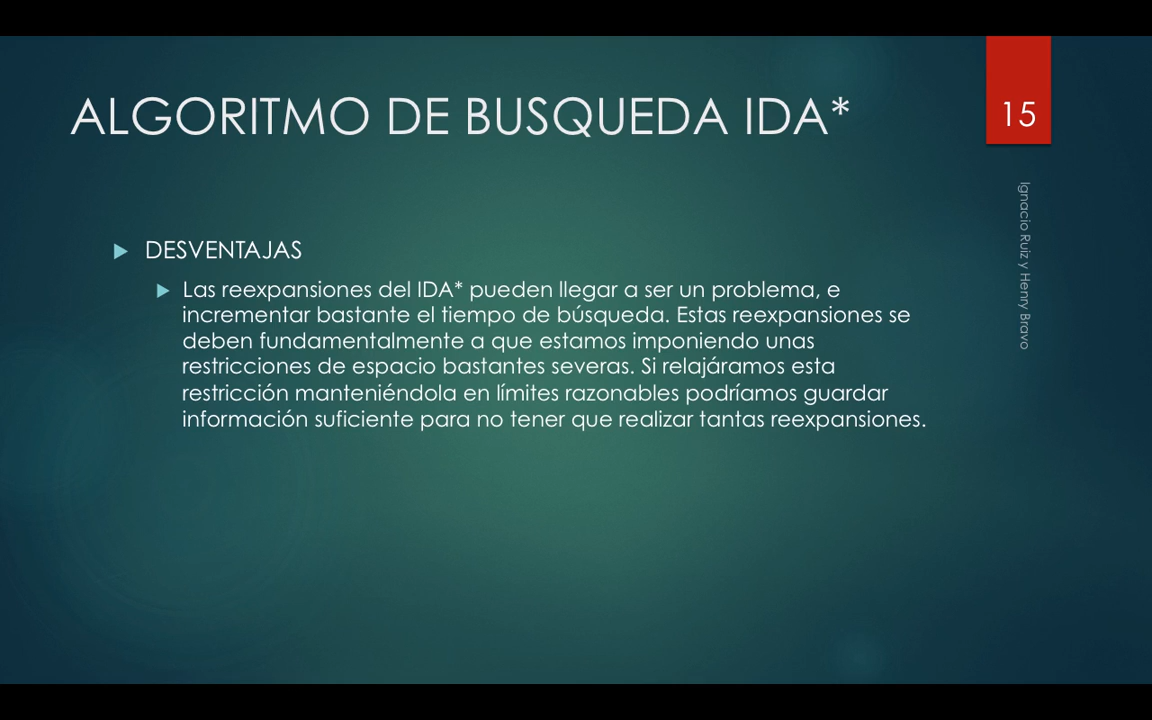 ALGORITMO DE BUSQUEDA IDA*
15
DESVENTAJAS
Las reexpansiones del IDA* pueden llegar a ser un problema, e
incrementar bastante el tiempo de búsqueda. Estas reexpansiones se
deben fundamentalmente a que estamos imponiendo unas
restricciones de espacio bastantes severas. Si relajáramos esta
restricción manteniéndola en límites razonables podríamos guardar
información suficiente para no tener que realizar tantas reexpansiones.
Ignacio Ruiz y Henry Bravo